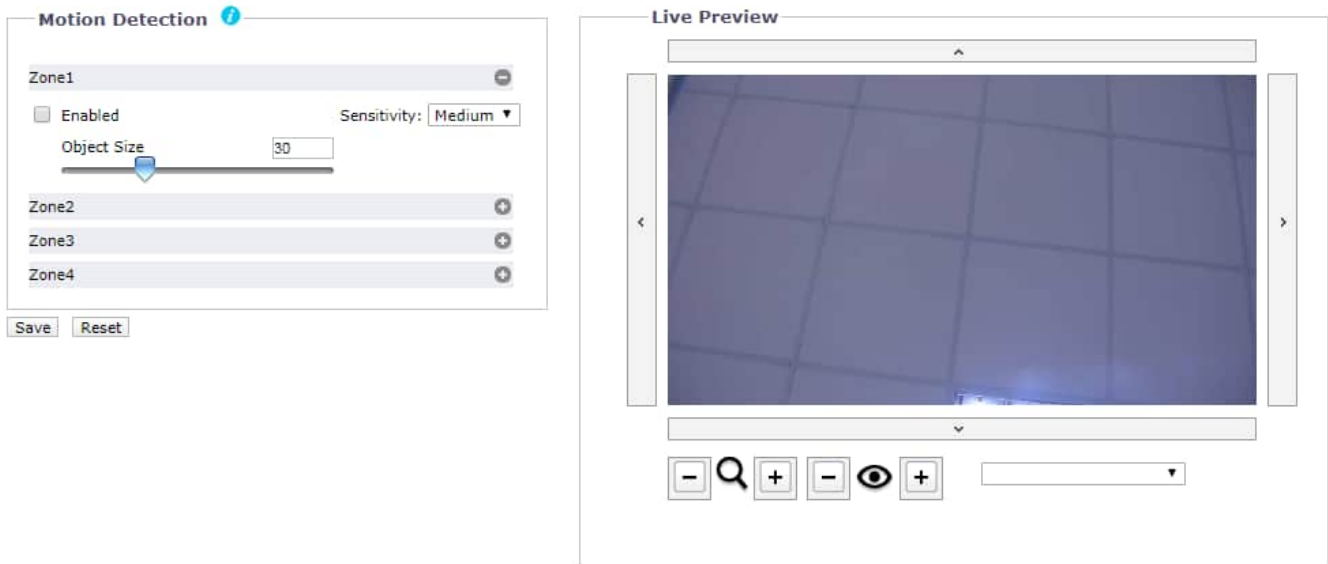 Motion Detection
Zone1
Enabled
Sensitivity: Medium
Object Size 30
Zone2
Zone3
Zone4
Save Reset
Live Preview